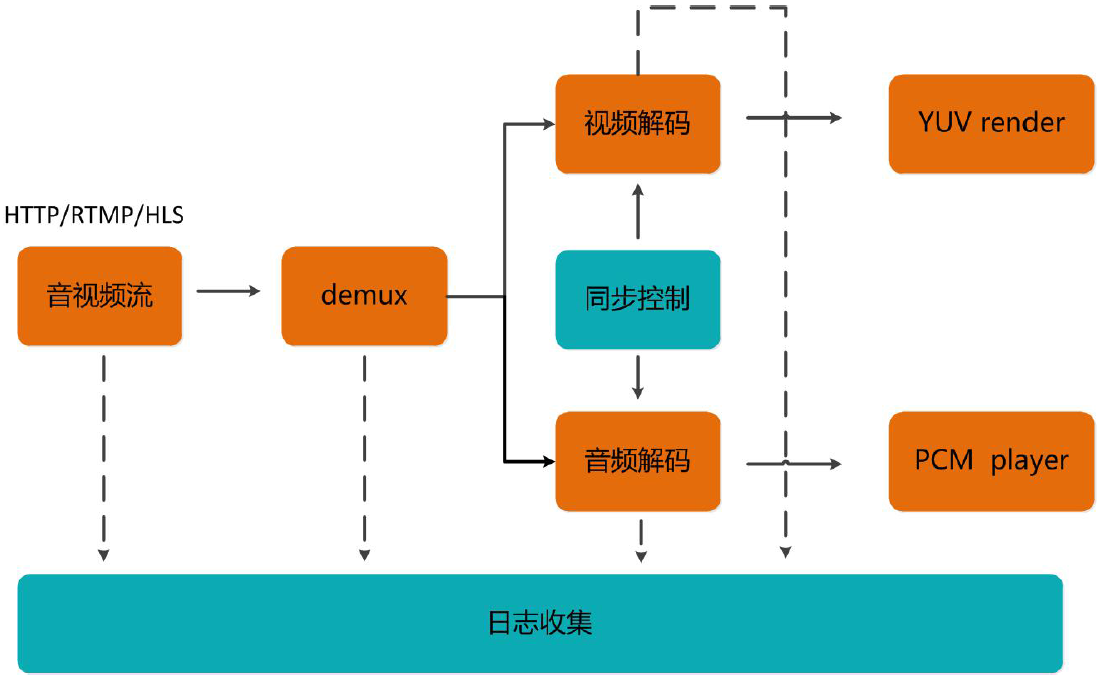 视频解码
YUV render
HTTP/RTMP/HLS
音视频流
demux
同步控制
音频解码
PCM player
日志收集